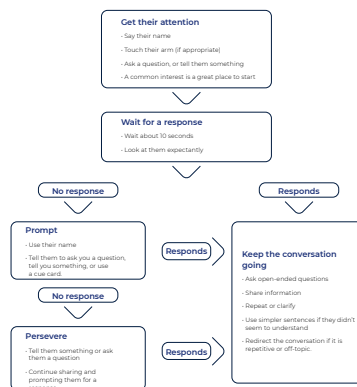 Get their attention
- Say their name
- Touch their arm (if appropriate)
- Ask a question, or tell them something
- A common interest is a great place to start
Wait for a response
- Wait about 10 seconds
- Look at them expectantly
No response
Responds
Prompt
- Use their name
- Tell them to ask you a question,
tell you something, or use
a cue card.
Responds
Keep the conversation
going
- Ask open-ended questions
- Share information
- Repeat or clarify
- Use simpler sentences if they didn't
seem to understand
- Redirect the conversation if it is
repetitive or off-topic.
No response
Persevere
- Tell them something or ask
them a question
- Continue sharing and
prompting them for a
Responds